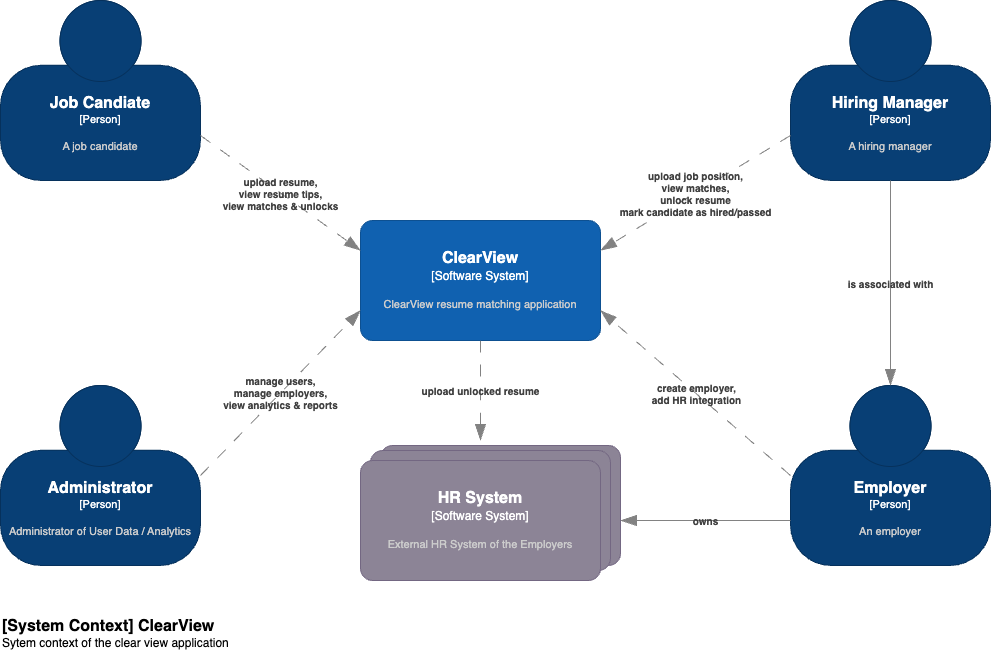 Job Candiate
[Person]
A job candidate
Hiring Manager
[Person]
A hiring manager
upload resume,
view resume tips,
view matches & unlocks
upload job position,
view matches,
unlock resume
mark candidate as hired/passed
ClearView
[Software System]
ClearView resume matching application
is associated with
manage users,
manage employers,
view analytics & reports
upload unlocked resume
create employer,
add HR integration
Administrator
[Person]
Administrator of User Data / Analytics
HR System
[Software System]
External HR System of the Employers
owns
Employer
[Person]
An employer
[System Context] ClearView
Sytem context of the clear view application